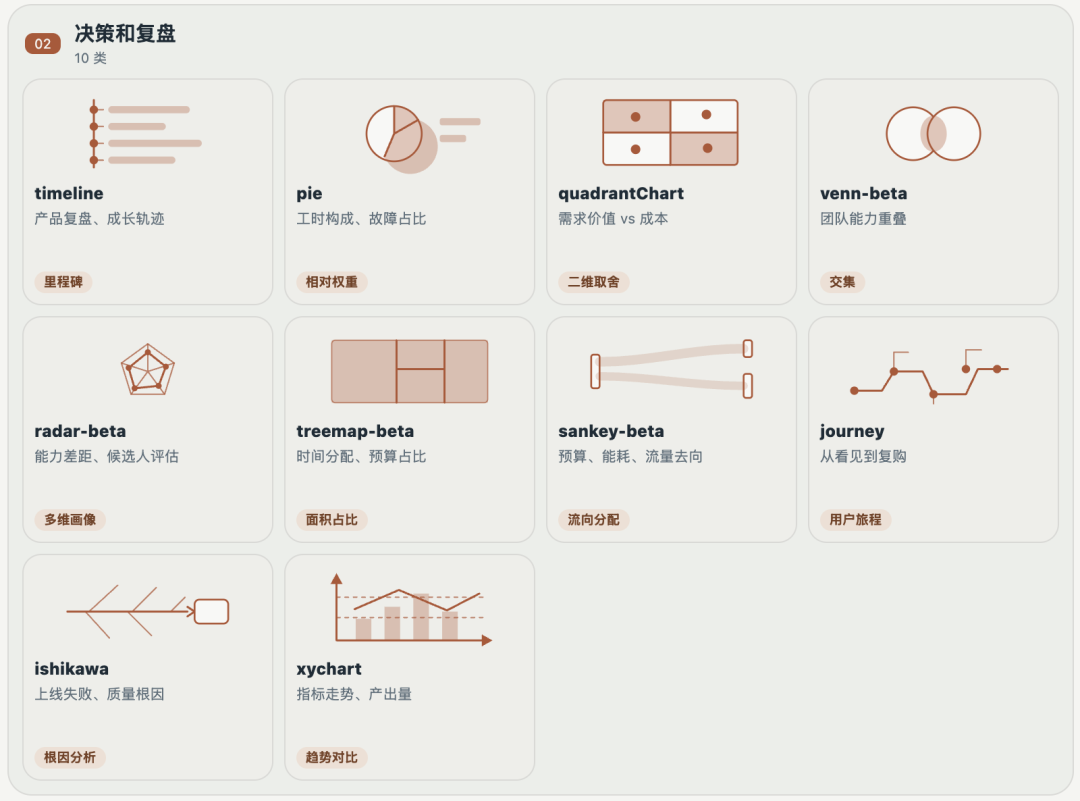 02
决策和复盘
10 类
timeline
产品复盘、成长轨迹
里程碑
pie
工时构成、故障占比
相对权重
quadrantChart
需求价值 vs 成本
二维取舍
venn-beta
团队能力重叠
交集
radar-beta
能力差距、候选人评估
多维画像
treemap-beta
时间分配、预算占比
面积占比
sankey-beta
预算、能耗、流量去向
流向分配
journey
从看见到复购
用户旅程
ishikawa
上线失败、质量根因
根因分析
xychart
指标走势、产出量
趋势对比